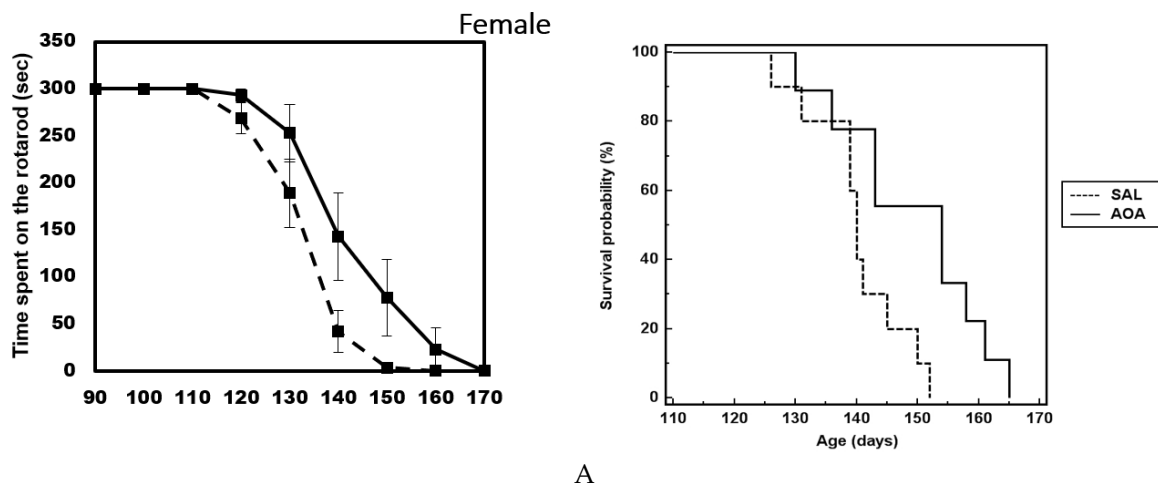 Female
Time spent on the rotarod (sec)
350
300
250
200
150
100
50
0
90 100 110 120 130 140 150 160 170
Survival probability (%)
100
80
60
40
20
0
110 120 130 140 150 160 170
Age (days)
SAL
AOA
A